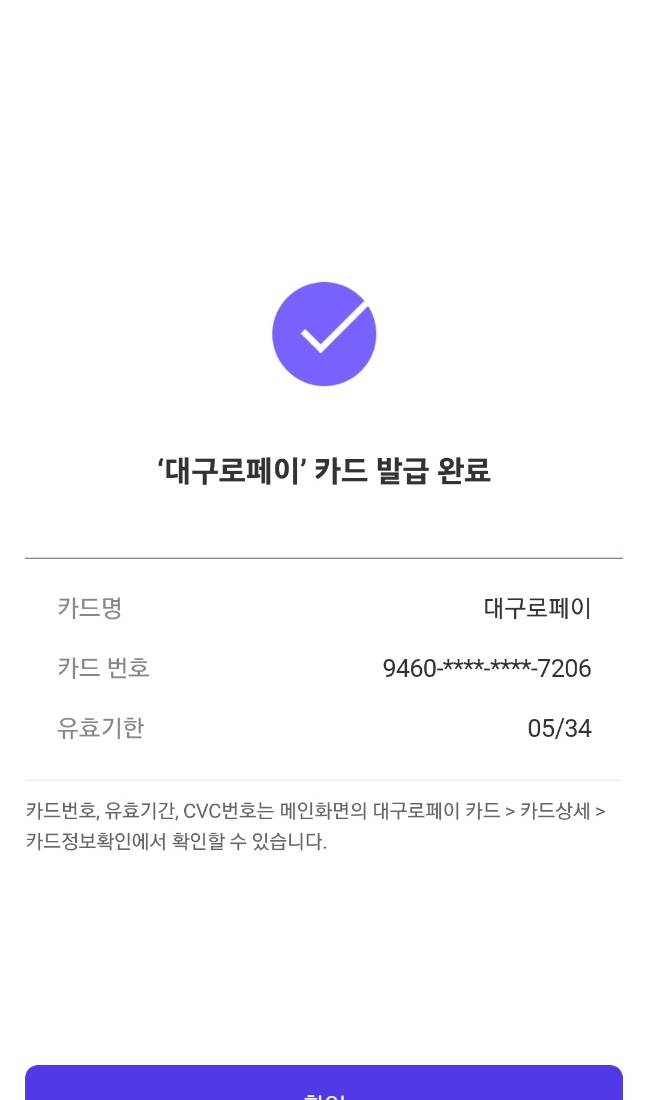 ‘대구로페이’ 카드 발급 완료
카드명 대구로페이
카드 번호 9460-****-****-7206
유효기한 05/34
카드번호, 유효기간, CVC번호는 메인화면의 대구로페이 카드 > 카드상세 >
카드정보확인에서 확인할 수 있습니다.